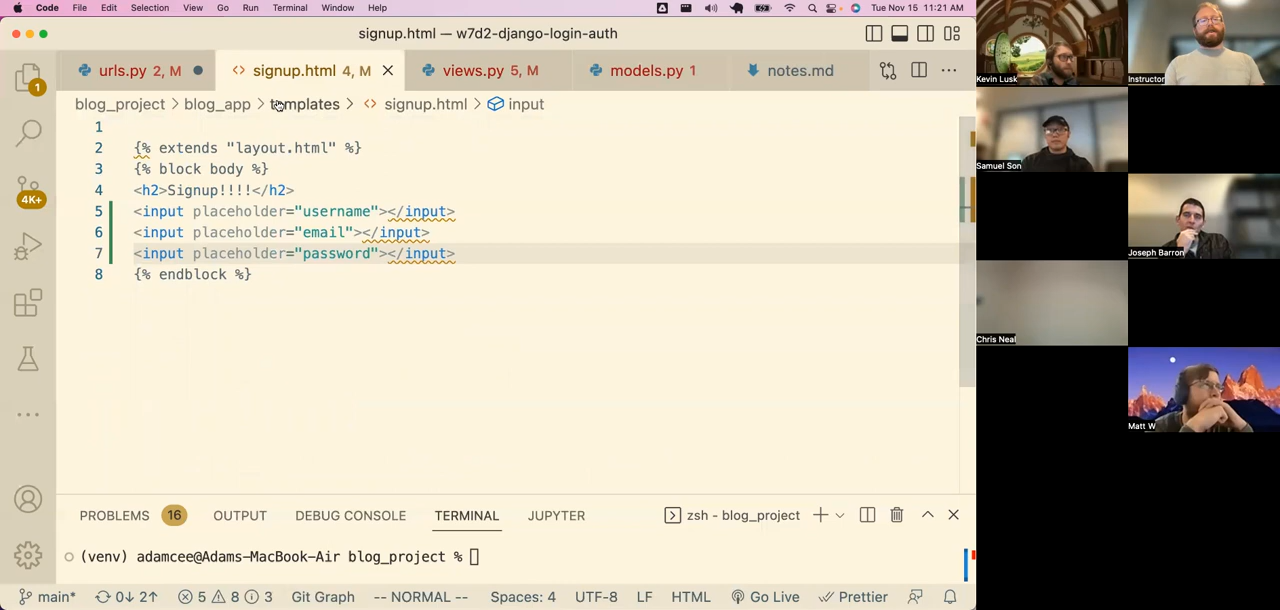 Code File Edit Selection View Go Run Terminal Window Help Tue Nov 15 11:21 AM
signup.html — w7d2-django-login-auth
urls.py 2, M signup.html 4, M views.py 5, M models.py 1 notes.md
blog_project > blog_app > templates > signup.html > input
1
2 {% extends "layout.html" %}
3 {% block body %}
4 <h2>Signup!!!!</h2>
5 <input placeholder="username"></input>
6 <input placeholder="email"></input>
7 <input placeholder="password"></input>
8 {% endblock %}
1
4K+
PROBLEMS 16 OUTPUT DEBUG CONSOLE TERMINAL JUPYTER zsh - blog_project
(venv) adamcee@Adams-MacBook-Air blog_project %
main* 0↓ 2↑ 5 8 3 Git Graph -- NORMAL -- Spaces: 4 UTF-8 LF HTML Go Live Prettier
Kevin Lusk
Instructor
Samuel Son
Joseph Barron
Chris Neal
Matt W